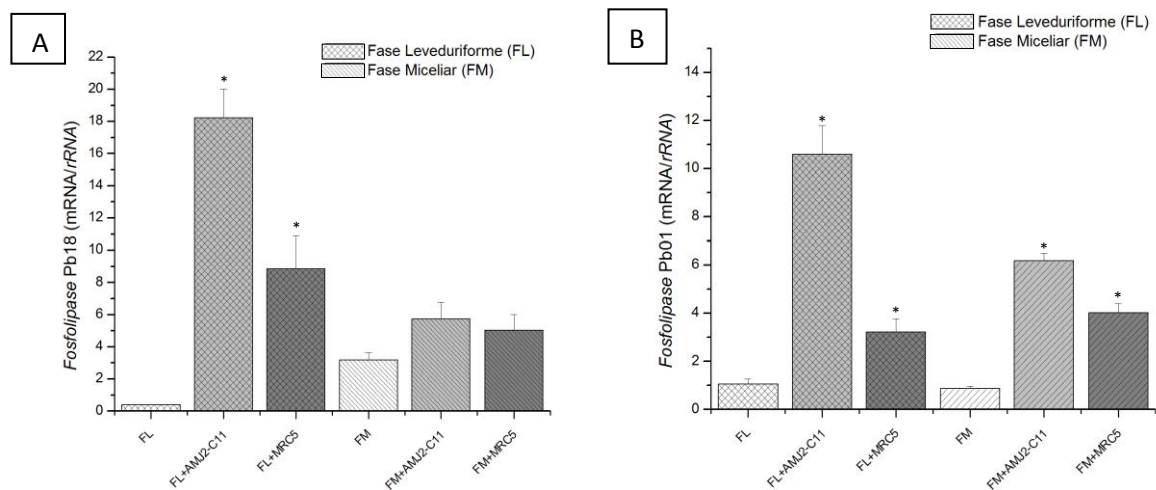 A
Fase Leveduriforme (FL)
Fase Miceliar (FM)
Fosfolipase Pb18 (mRNA/rRNA)
22
20
18
16
14
12
10
8
6
4
2
0
*
*
FL
FL+AMJ2-C11
FL+MRC5
FM
FM+AMJ2-C11
FM+MRC5
B
Fase Leveduriforme (FL)
Fase Miceliar (FM)
Fosfolipase Pb01 (mRNA/rRNA)
14
12
10
8
6
4
2
0
*
*
*
*
FL
FL+AMJ2-C11
FL+MRC5
FM
FM+AMJ2-C11
FM+MRC5